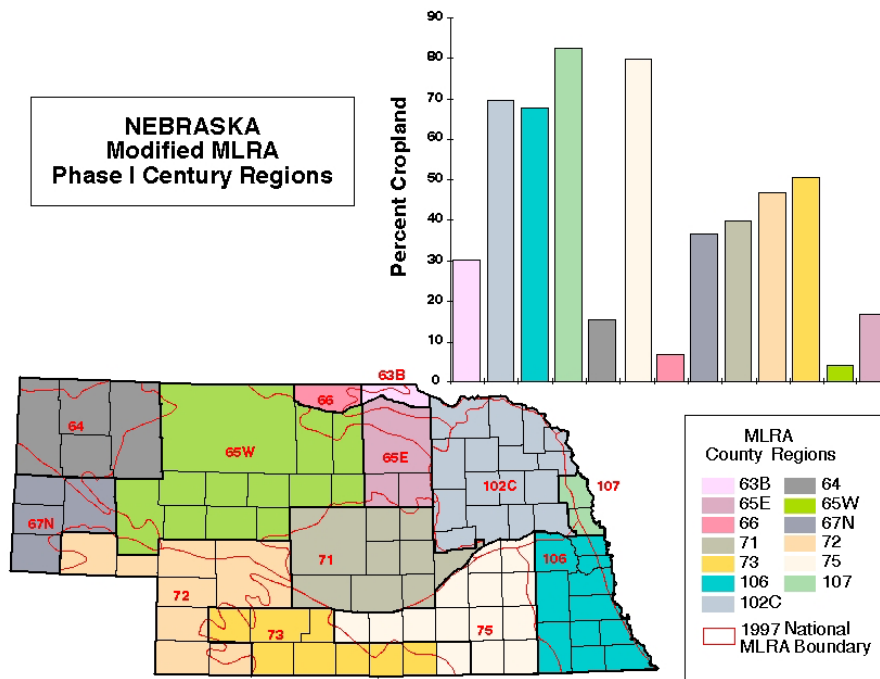 NEBRASKA
Modified MLRA
Phase I Century Regions
Percent Cropland
90
80
70
60
50
40
30
20
10
0
63B
66
64
65W
65E
102C
107
67N
71
106
72
73
75
MLRA
County Regions
63B 64
65E 65W
66 67N
71 72
73 75
106 107
102C
1997 National
MLRA Boundary